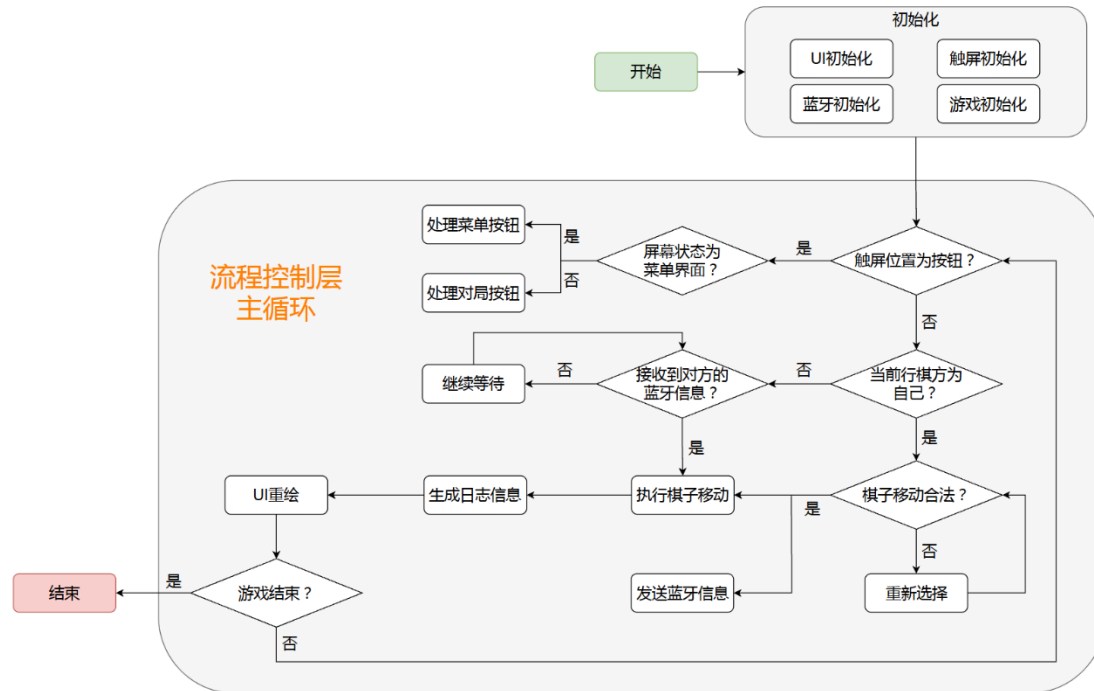 初始化
UI初始化
触屏初始化
开始
蓝牙初始化
游戏初始化
处理菜单按钮
是
屏幕状态为
菜单界面？
是
触屏位置为按钮？
流程控制层
主循环
否
处理对局按钮
否
继续等待
否
接收到对方的
蓝牙信息？
否
当前行棋方为
自己？
是
是
UI重绘
生成日志信息
执行棋子移动
是
棋子移动合法？
否
结束
是
游戏结束？
发送蓝牙信息
重新选择
否